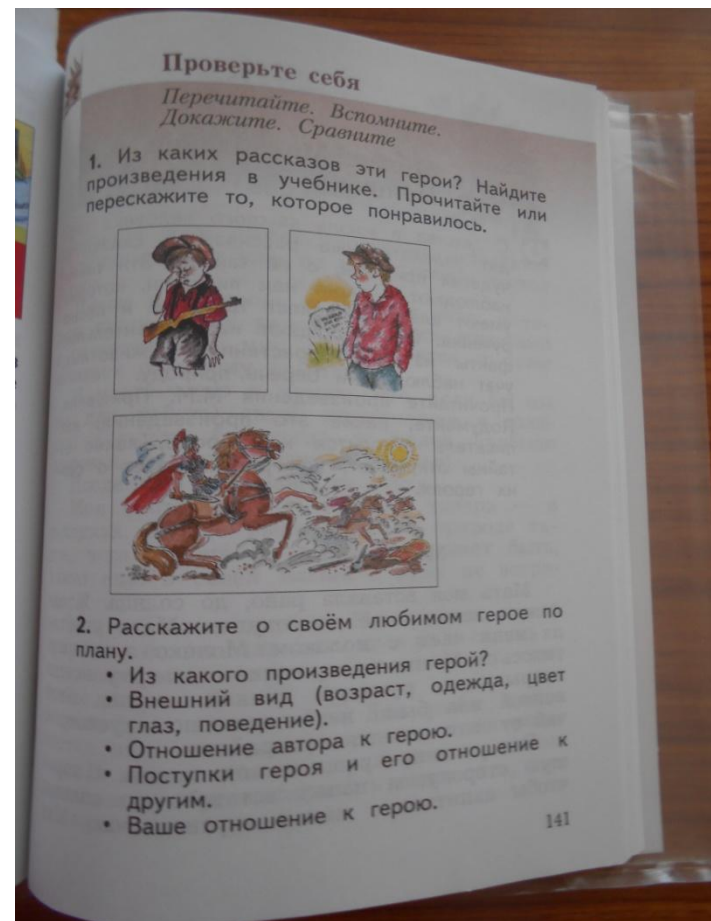 Проверьте себя
Перечитайте. Вспомните.
Докажите. Сравните
1. Из каких рассказов эти герои? Найдите
произведения в учебнике. Прочитайте или
перескажите то, которое понравилось.
2. Расскажите о своём любимом герое по
плану.
• Из какого произведения герой?
• Внешний вид (возраст, одежда, цвет
глаз, поведение).
• Отношение автора к герою.
• Поступки героя и его отношение к
другим.
• Ваше отношение к герою.
141